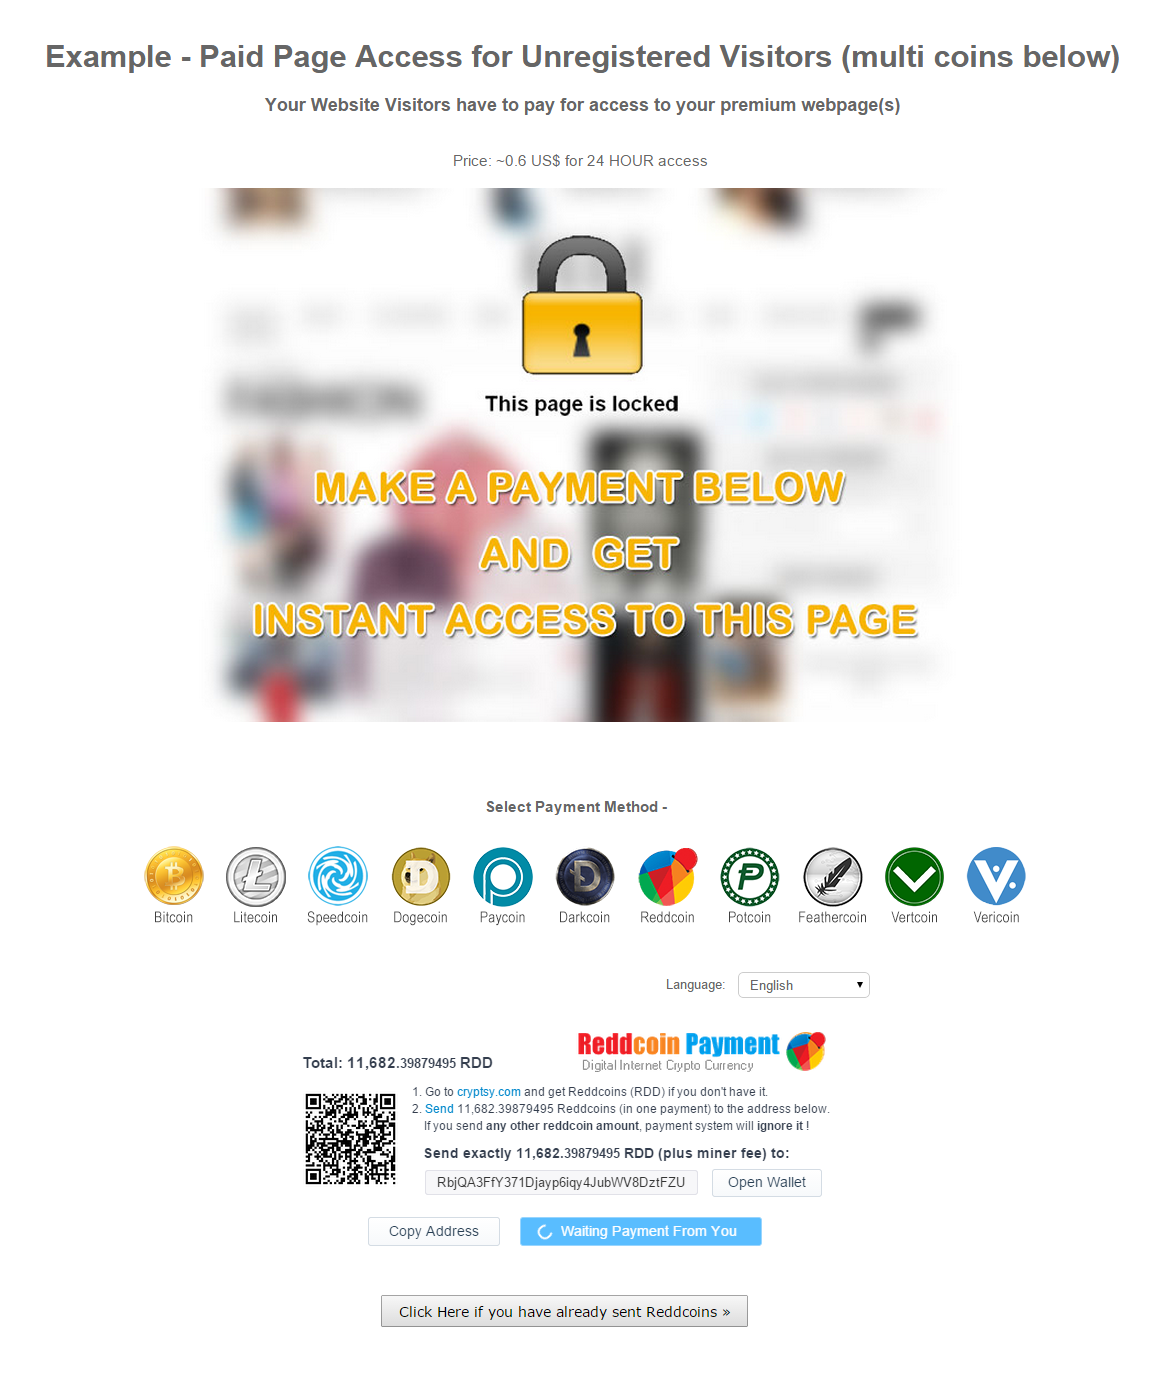 Example - Paid Page Access for Unregistered Visitors (multi coins below)
Your Website Visitors have to pay for access to your premium webpage(s)
Price: ~0.6 US$ for 24 HOUR access
FASHION
This page is locked
MAKE A PAYMENT BELOW
AND GET
INSTANT ACCESS TO THIS PAGE
Select Payment Method -
Bitcoin Litecoin Speedcoin Dogecoin Paycoin Darkcoin Reddcoin Potcoin Feathercoin Vertcoin Vericoin
Language: English
Reddcoin Payment
Digital Internet Crypto Currency
Total: 11,682.39879495 RDD
1. Go to cryptsy.com and get Reddcoins (RDD) if you don't have it.
2. Send 11,682.39879495 Reddcoins (in one payment) to the address below.
If you send any other reddcoin amount, payment system will ignore it !
Send exactly 11,682.39879495 RDD (plus miner fee) to:
RbjQA3FfY371Djayp6iqy4JubWV8DztFZU Open Wallet
Copy Address Waiting Payment From You
Click Here if you have already sent Reddcoins »